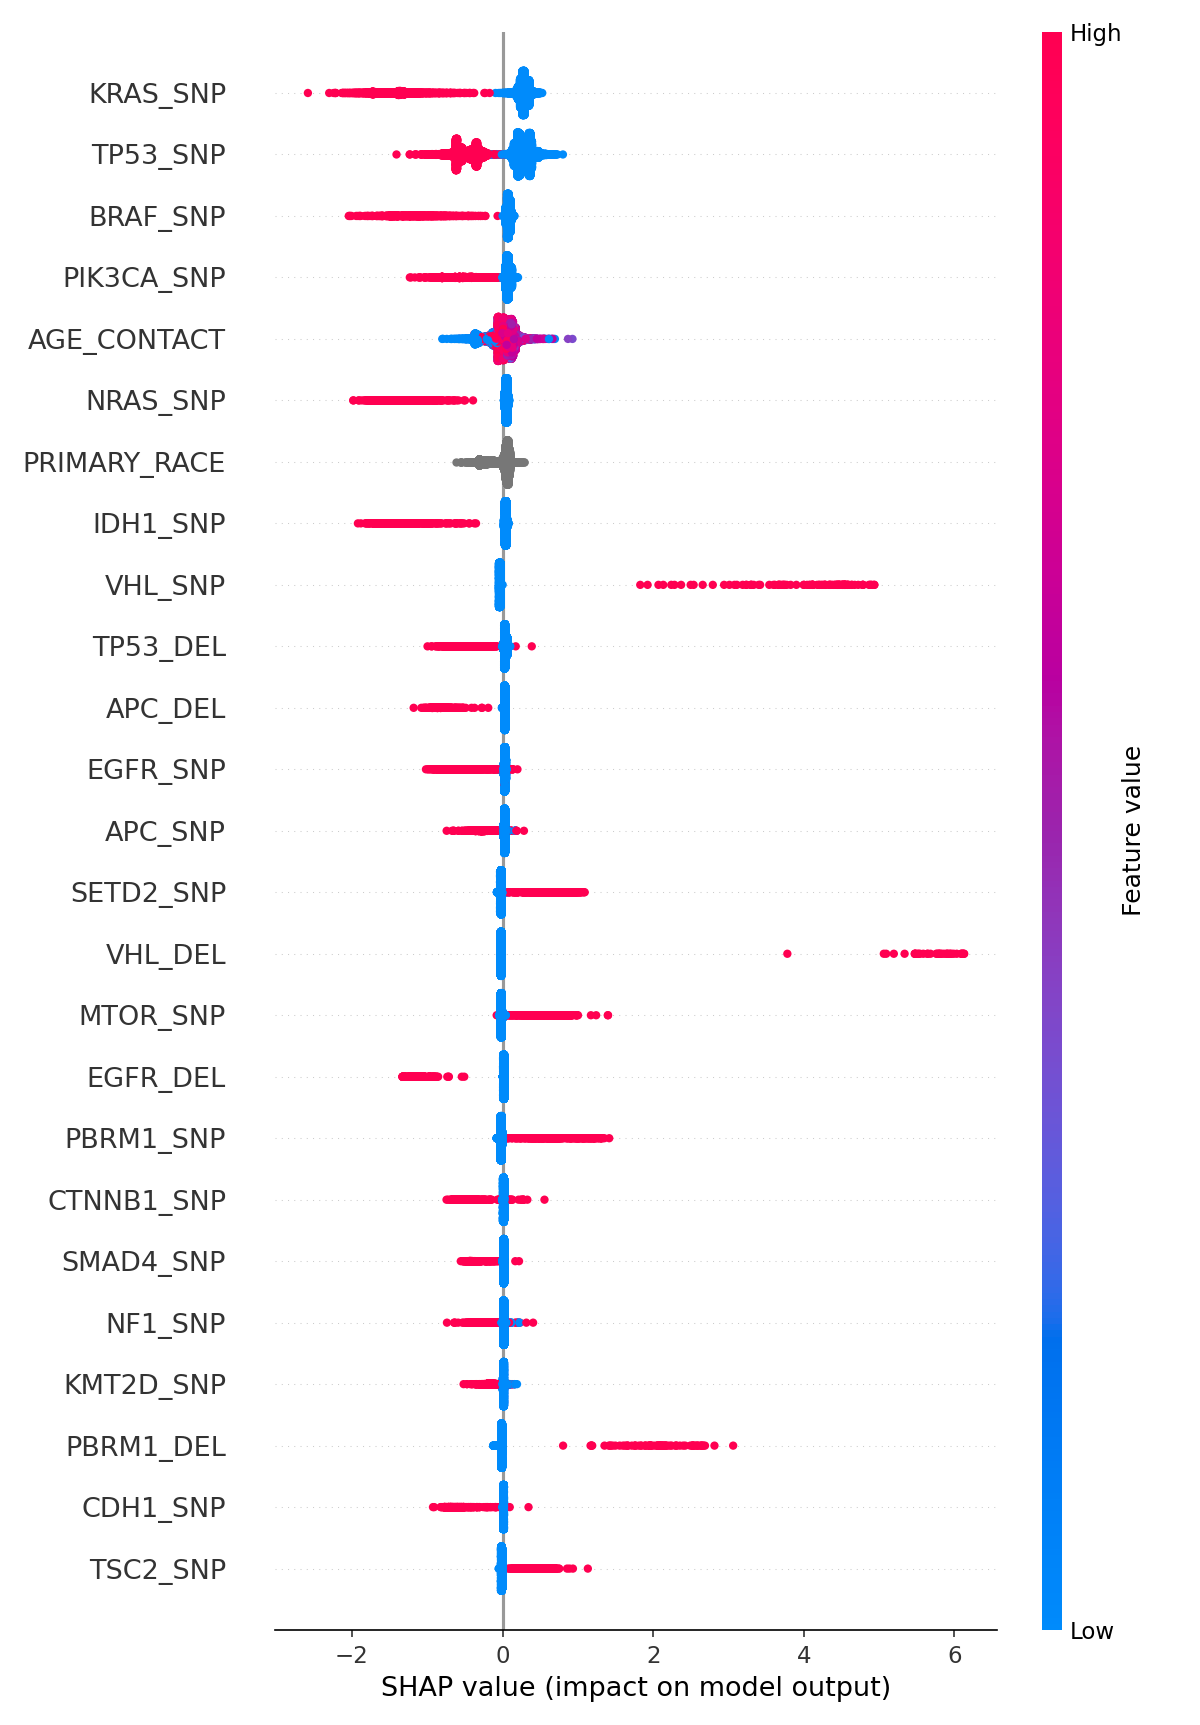 High
KRAS_SNP
TP53_SNP
BRAF_SNP
PIK3CA_SNP
AGE_CONTACT
NRAS_SNP
PRIMARY_RACE
IDH1_SNP
VHL_SNP
TP53_DEL
APC_DEL
EGFR_SNP
APC_SNP
SETD2_SNP
VHL_DEL
MTOR_SNP
EGFR_DEL
PBRM1_SNP
CTNNB1_SNP
SMAD4_SNP
NF1_SNP
KMT2D_SNP
PBRM1_DEL
CDH1_SNP
TSC2_SNP
Feature value
Low
−2 0 2 4 6
SHAP value (impact on model output)